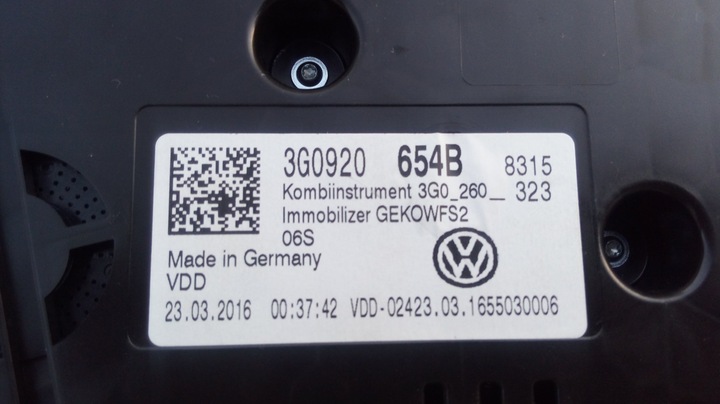 3G0920 654B 8315
Kombiinstrument 3G0_260__ 323
Immobilizer GEKOWFS2
06S
Made in Germany
VDD
23.03.2016 00:37:42 VDD-02423.03.1655030006